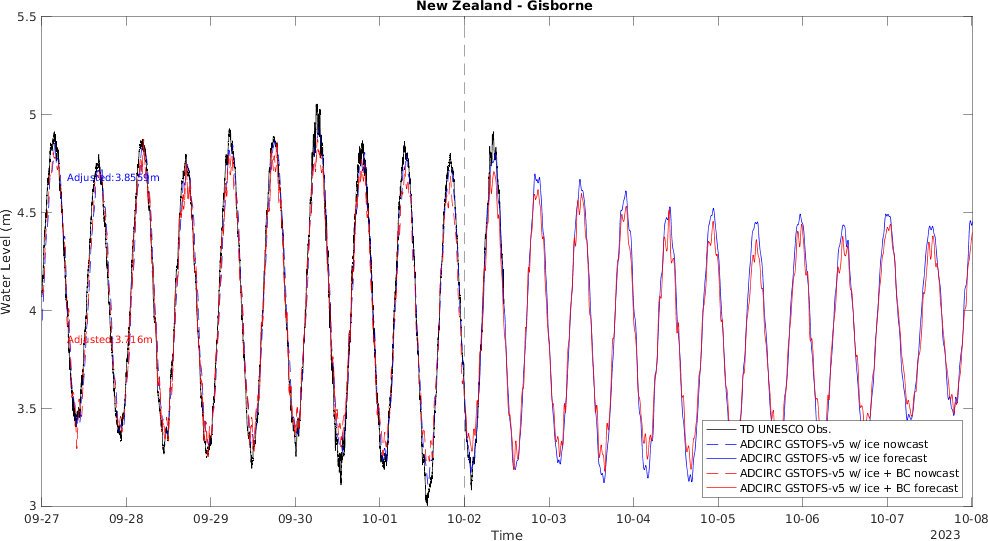 New Zealand - Gisborne
5.5
5
4.5
4
3.5
3
Water Level (m)
Adjusted:3.8559m
Adjusted:3.716m
TD UNESCO Obs.
ADCIRC GSTOFS-v5 w/ ice nowcast
ADCIRC GSTOFS-v5 w/ ice forecast
ADCIRC GSTOFS-v5 w/ ice + BC nowcast
ADCIRC GSTOFS-v5 w/ ice + BC forecast
09-27 09-28 09-29 09-30 10-01 10-02 10-03 10-04 10-05 10-06 10-07 10-08
Time
2023